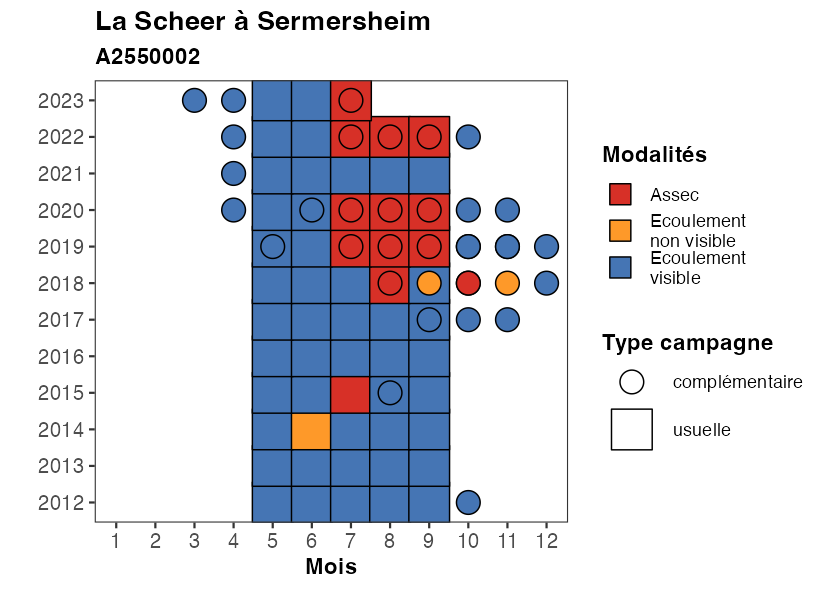 La Scheer à Sermersheim
A2550002
2023
2022
2021
2020
2019
2018
2017
2016
2015
2014
2013
2012
1 2 3 4 5 6 7 8 9 10 11 12
Mois
Modalités
Assec
Ecoulement
non visible
Ecoulement
visible
Type campagne
complémentaire
usuelle